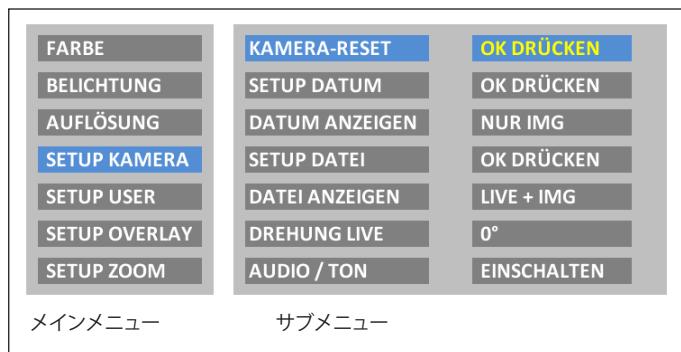 FARBE
BELICHTUNG
AUFLÖSUNG
SETUP KAMERA
SETUP USER
SETUP OVERLAY
SETUP ZOOM
KAMERA-RESET OK DRÜCKEN
SETUP DATUM OK DRÜCKEN
DATUM ANZEIGEN NUR IMG
SETUP DATEI OK DRÜCKEN
DATEI ANZEIGEN LIVE + IMG
DREHUNG LIVE 0°
AUDIO / TON EINSCHALTEN
メインメニュー
サブメニュー